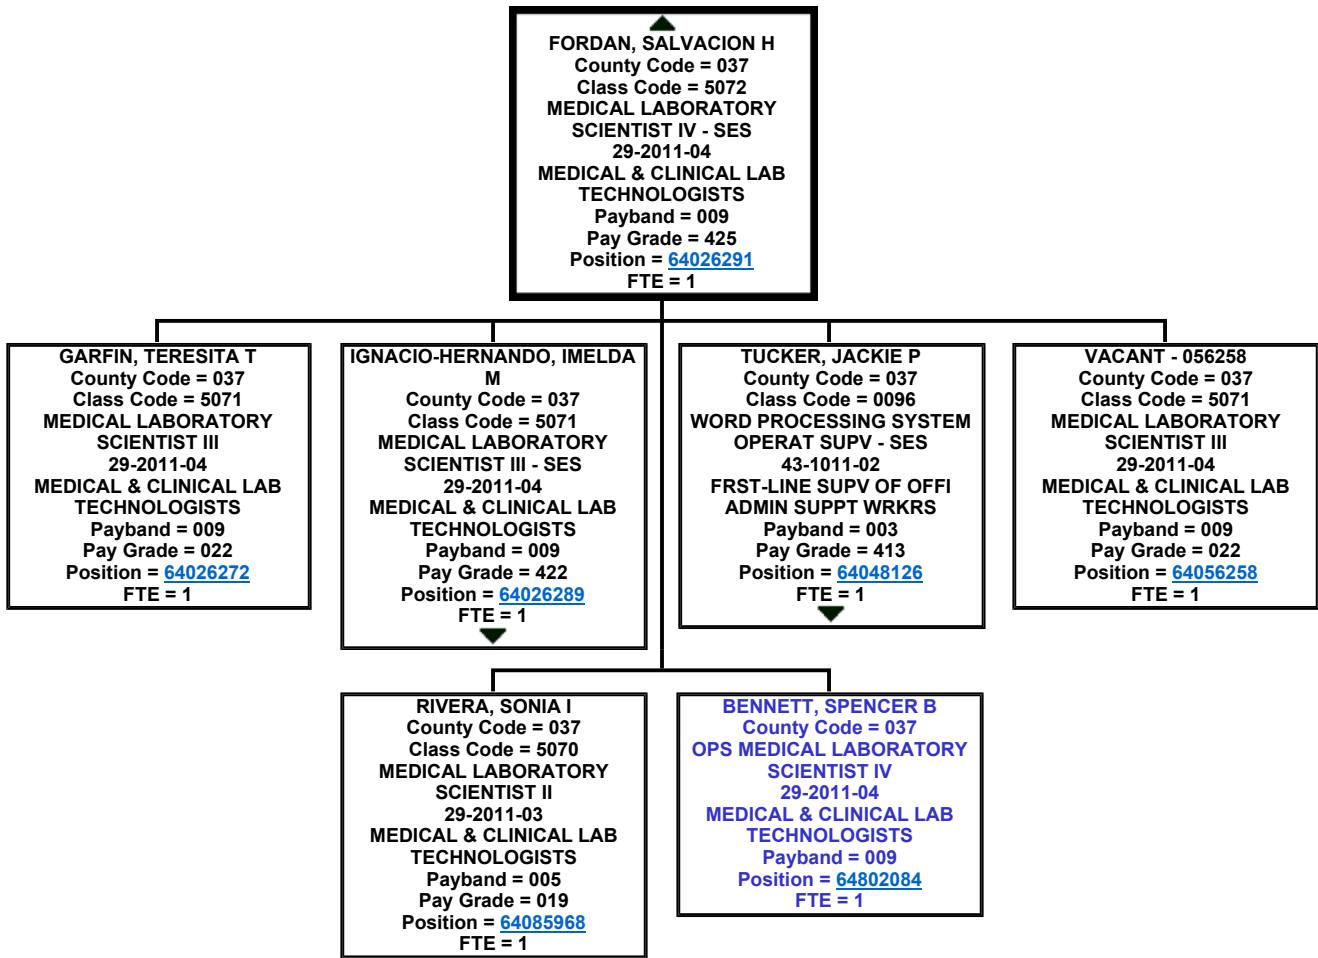 FORDAN, SALVACION H
County Code = 037
Class Code = 5072
MEDICAL LABORATORY
SCIENTIST IV - SES
29-2011-04
MEDICAL & CLINICAL LAB
TECHNOLOGISTS
Payband = 009
Pay Grade = 425
Position = 64026291
FTE = 1
GARFIN, TERESITA T
County Code = 037
Class Code = 5071
MEDICAL LABORATORY
SCIENTIST III
29-2011-04
MEDICAL & CLINICAL LAB
TECHNOLOGISTS
Payband = 009
Pay Grade = 022
Position = 64026272
FTE = 1
IGNACIO-HERNANDO, IMELDA
M
County Code = 037
Class Code = 5071
MEDICAL LABORATORY
SCIENTIST III - SES
29-2011-04
MEDICAL & CLINICAL LAB
TECHNOLOGISTS
Payband = 009
Pay Grade = 422
Position = 64026289
FTE = 1
TUCKER, JACKIE P
County Code = 037
Class Code = 0096
WORD PROCESSING SYSTEM
OPERAT SUPV - SES
43-1011-02
FRST-LINE SUPV OF OFFI
ADMIN SUPPT WRKRS
Payband = 003
Pay Grade = 413
Position = 64048126
FTE = 1
VACANT - 056258
County Code = 037
Class Code = 5071
MEDICAL LABORATORY
SCIENTIST III
29-2011-04
MEDICAL & CLINICAL LAB
TECHNOLOGISTS
Payband = 009
Pay Grade = 022
Position = 64056258
FTE = 1
RIVERA, SONIA I
County Code = 037
Class Code = 5070
MEDICAL LABORATORY
SCIENTIST II
29-2011-03
MEDICAL & CLINICAL LAB
TECHNOLOGISTS
Payband = 005
Pay Grade = 019
Position = 64085968
FTE = 1
BENNETT, SPENCER B
County Code = 037
OPS MEDICAL LABORATORY
SCIENTIST IV
29-2011-04
MEDICAL & CLINICAL LAB
TECHNOLOGISTS
Payband = 009
Position = 64802084
FTE = 1